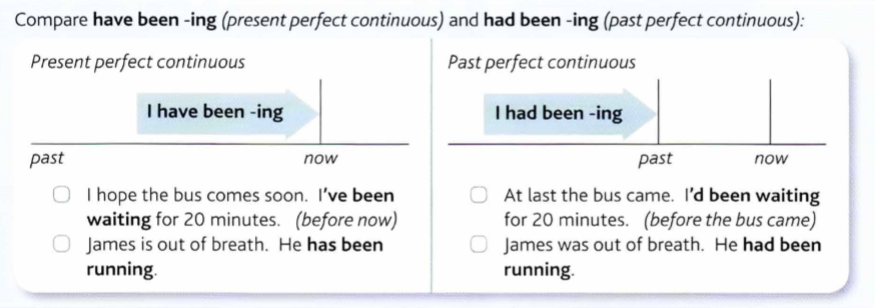 Compare have been -ing (present perfect continuous) and had been -ing (past perfect continuous):
Present perfect continuous
I have been -ing
past
now
I hope the bus comes soon. I've been
waiting for 20 minutes. (before now)
James is out of breath. He has been
running.
Past perfect continuous
I had been -ing
past
now
At last the bus came. I'd been waiting
for 20 minutes. (before the bus came)
James was out of breath. He had been
running.